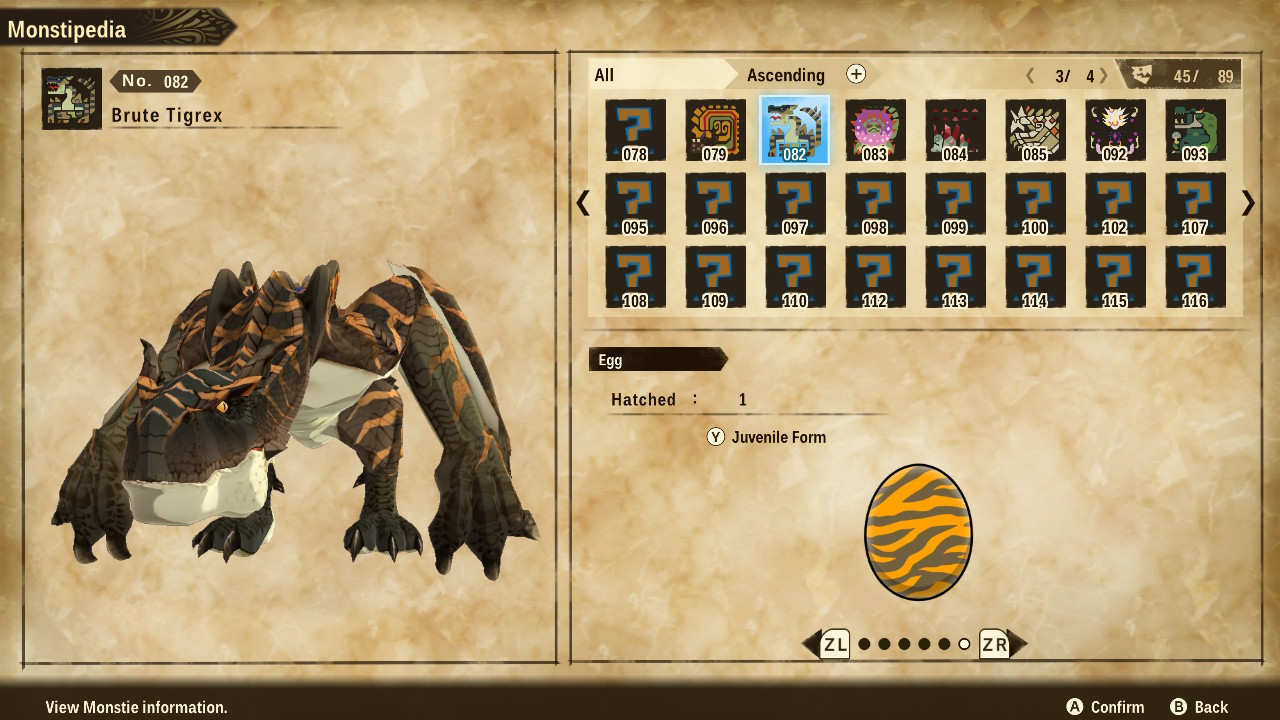 Monstipedia
No. 082
Brute Tigrex
All
Ascending
3/ 4
45/ 89
078 079 082 083 084 085 092 093
095 096 097 098 099 100 102 107
108 109 110 112 113 114 115 116
Egg
Hatched : 1
Y Juvenile Form
ZL ZR
View Monstie information.
A Confirm B Back